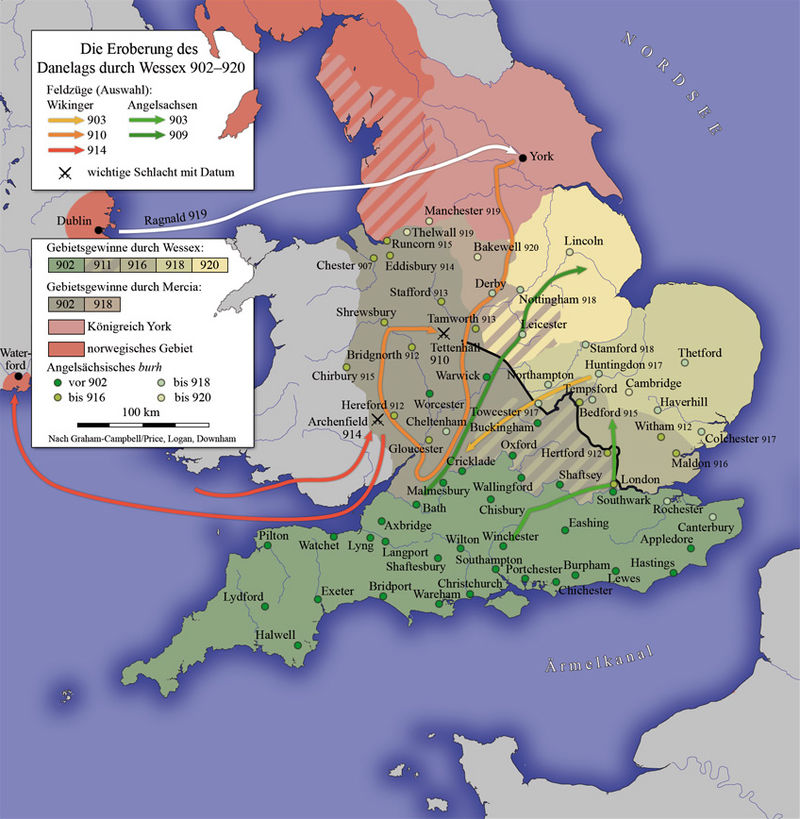 Die Eroberung des
Danelags durch Wessex 902–920
Feldzüge (Auswahl):
Wikinger Angelsachsen
903 903
910 909
914
wichtige Schlacht mit Datum
NORDSEE
York
Dublin
Ragnald 919
Gebietsgewinne durch Wessex:
902 911 916 918 920
Gebietsgewinne durch Mercia:
902 918
Königreich York
norwegisches Gebiet
Angelsächsisches burh
vor 902 bis 918
bis 916 bis 920
100 km
Nach Graham-Campbell/Price, Logan, Downham
Water-
ford
Manchester 919
Thelwall 919
Runcorn 915
Bakewell 920
Lincoln
Chester 907
Eddisbury 914
Derby
Stafford 913
Nottingham 918
Shrewsbury
Tamworth 913
Leicester
Tettenhall
910
Stamford 918
Bridgnorth 912
Thetford
Huntingdon 917
Chirbury 915
Warwick
Northampton
Tempsford
Cambridge
Hereford 912
Worcester
Towcester 917
Bedford 915
Haverhill
Archenfield
914
Cheltenham
Buckingham
Witham 912
Colchester 917
Gloucester
Oxford
Hertford 912
Maldon 916
Cricklade
Shaftsey
London
Malmesbury
Wallingford
Southwark
Bath
Chisbury
Rochester
Axbridge
Eashing
Canterbury
Pilton
Watchet
Lyng
Langport
Wilton
Winchester
Appledore
Shaftesbury
Southampton
Portchester
Burpham
Hastings
Lydford
Exeter
Bridport
Wareham
Christchurch
Chichester
Lewes
Halwell
Ärmelkanal